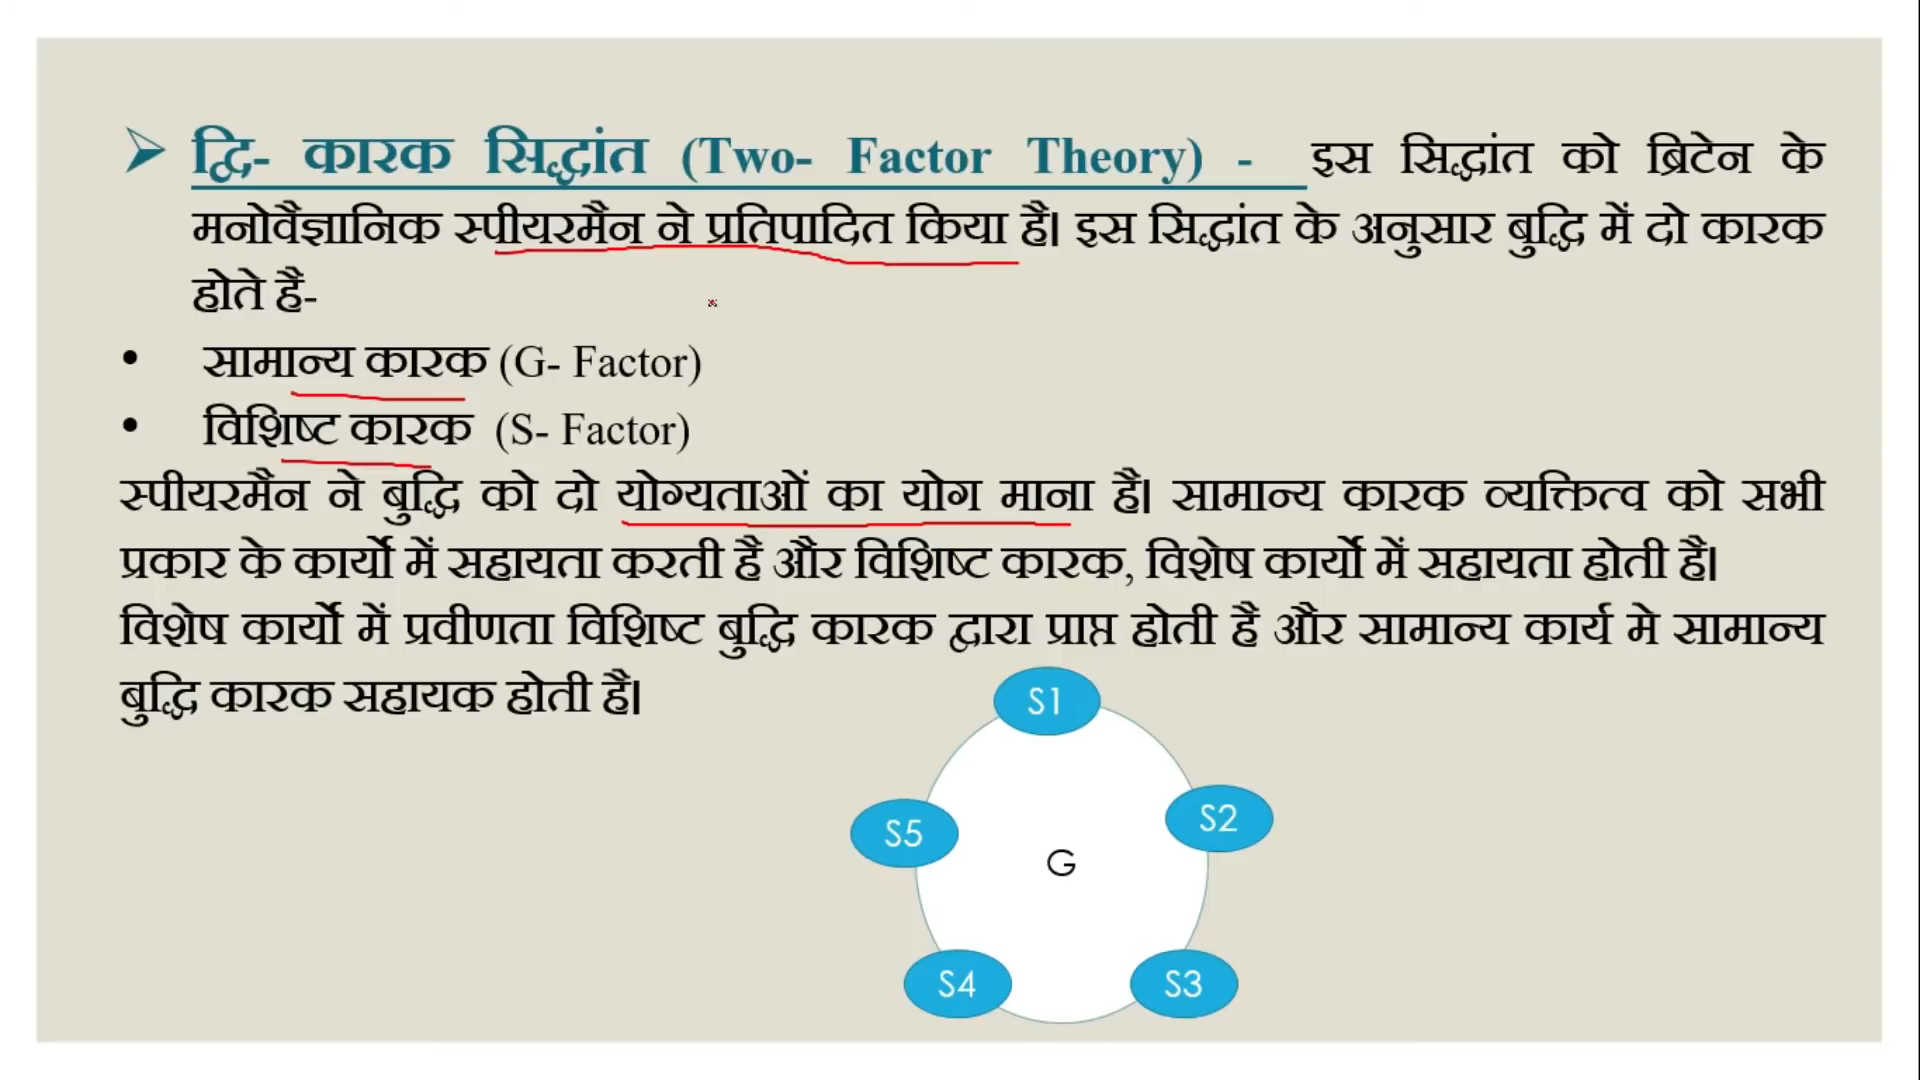 द्वि- कारक सिद्धांत (Two- Factor Theory) - इस सिद्धांत को ब्रिटेन के
मनोवैज्ञानिक स्पीयरमैन ने प्रतिपादित किया है। इस सिद्धांत के अनुसार बुद्धि में दो कारक
होते है-
• सामान्य कारक (G- Factor)
• विशिष्ट कारक (S- Factor)
स्पीयरमैन ने बुद्धि को दो योग्यताओं का योग माना है। सामान्य कारक व्यक्तित्व को सभी
प्रकार के कार्यो में सहायता करती है और विशिष्ट कारक, विशेष कार्यो में सहायता होती है।
विशेष कार्यो में प्रवीणता विशिष्ट बुद्धि कारक द्वारा प्राप्त होती है और सामान्य कार्य मे सामान्य
बुद्धि कारक सहायक होती है।
S1
S2
S5
G
S4
S3